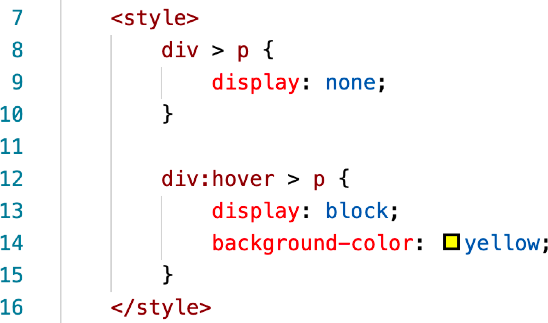 7 <style>
8 div > p {
9 display: none;
10 }
11
12 div:hover > p {
13 display: block;
14 background-color: yellow;
15 }
16 </style>